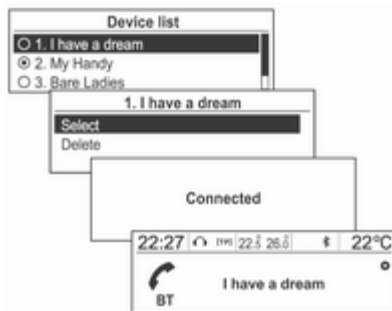 Device list
1. I have a dream
2. My Handy
3. Bare Ladies
1. I have a dream
Select
Delete
Connected
22:27 [TP] 22.5 26.0 22°C
I have a dream
BT